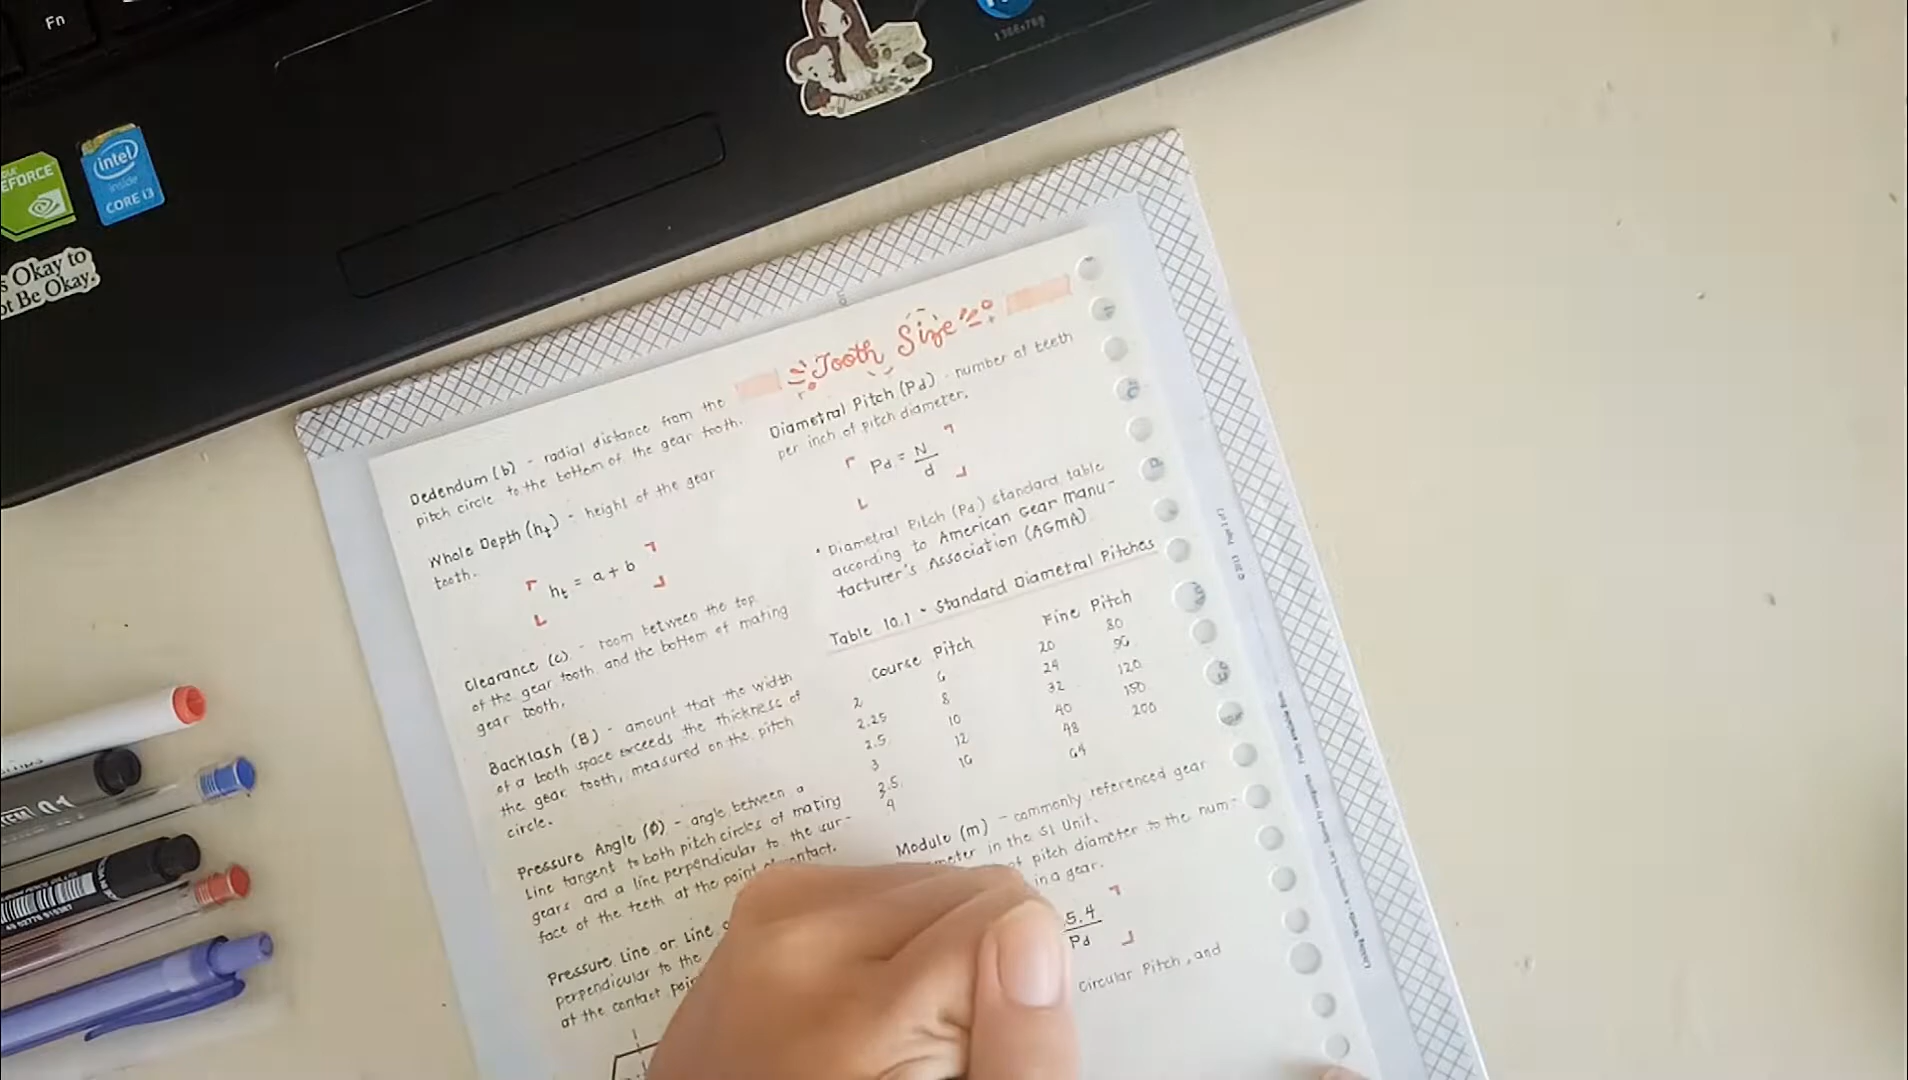 Fn
1366x768
EFORCE
intel
inside
CORE i3
s Okay to
ot Be Okay.
Dedendum (b) - radial distance from the
pitch circle to the bottom of the gear tooth.
Whole Depth (ht) - height of the gear
tooth.
ht = a + b
Clearance (c) - room between the top
of the gear tooth and the bottom of mating
gear tooth.
Backlash (B) - amount that the width
of a tooth space exceeds the thickness of
the gear tooth, measured on the pitch
circle.
Pressure Angle (Ø) - angle between a
Line tangent to both pitch circles of mating
gears and a line perpendicular to the sur-
face of the teeth at the point contact.
Pressure Line or Line
perpendicular to the
at the contact
Tooth Size
Diametral Pitch (Pd) - number of teeth
per inch of pitch diameter.
Pd = N
d
• Diametral Pitch (Pd) standard table
according to American Gear Manu-
facturer's Association (AGMA)
Table 10.1 - Standard Diametral Pitches
Course Pitch Fine Pitch
2 6 20 80
2.25 8 24 96
2.5 10 32 120
3 12 40 150
3.5 16 48 200
4 64
Module (m) - commonly referenced gear
meter in the SI Unit.
of pitch diameter to the num-
in a gear.
5.4
Pd
Circular Pitch, and